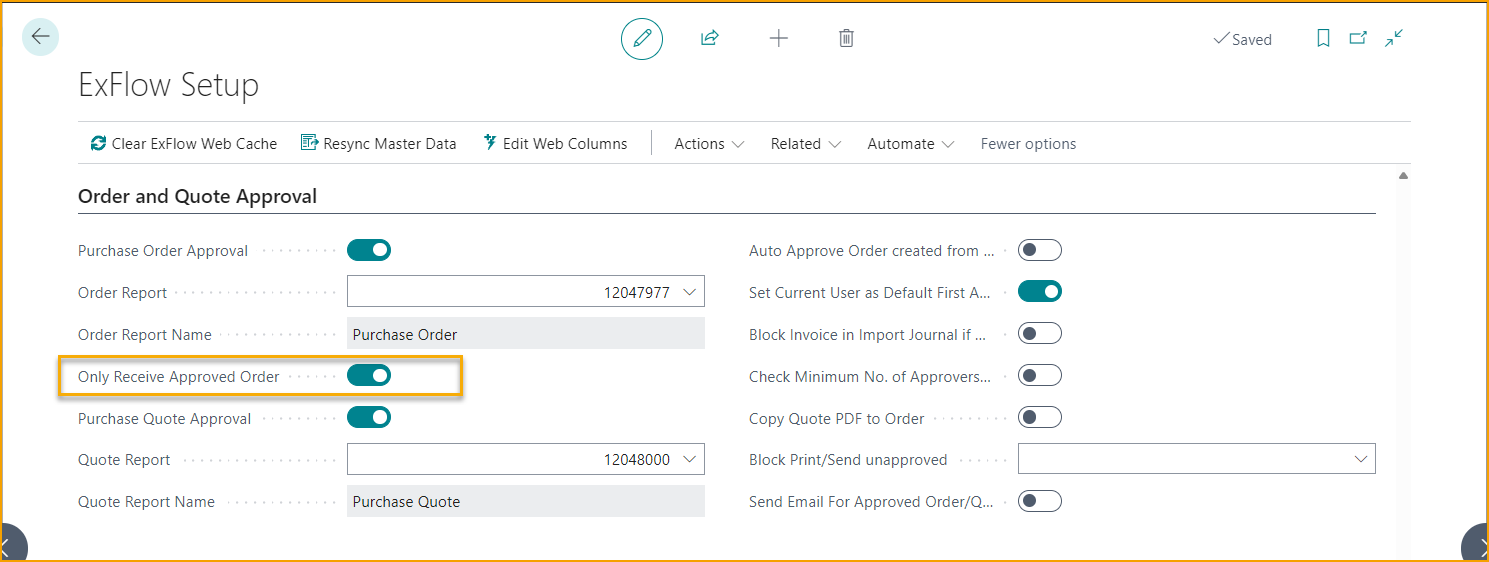 Saved
ExFlow Setup
Clear ExFlow Web Cache Resync Master Data Edit Web Columns Actions Related Automate Fewer options
Order and Quote Approval
Purchase Order Approval
Order Report 12047977
Order Report Name Purchase Order
Only Receive Approved Order
Purchase Quote Approval
Quote Report 12048000
Quote Report Name Purchase Quote
Auto Approve Order created from ...
Set Current User as Default First A...
Block Invoice in Import Journal if ...
Check Minimum No. of Approvers...
Copy Quote PDF to Order
Block Print/Send unapproved
Send Email For Approved Order/Q...